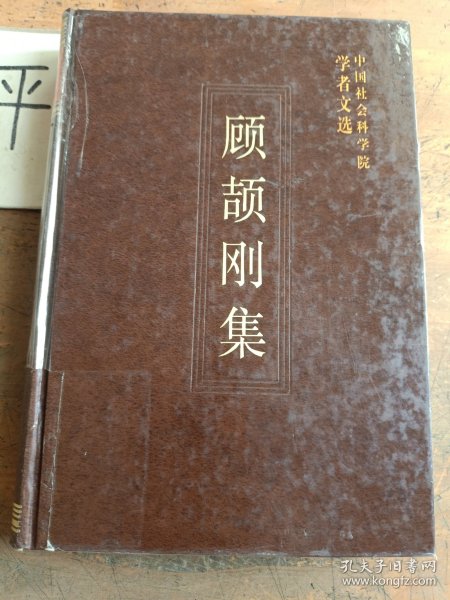 中国社会科学院
学者文选
顾颉刚集
平
孔夫子旧书网
www.kongfz.com